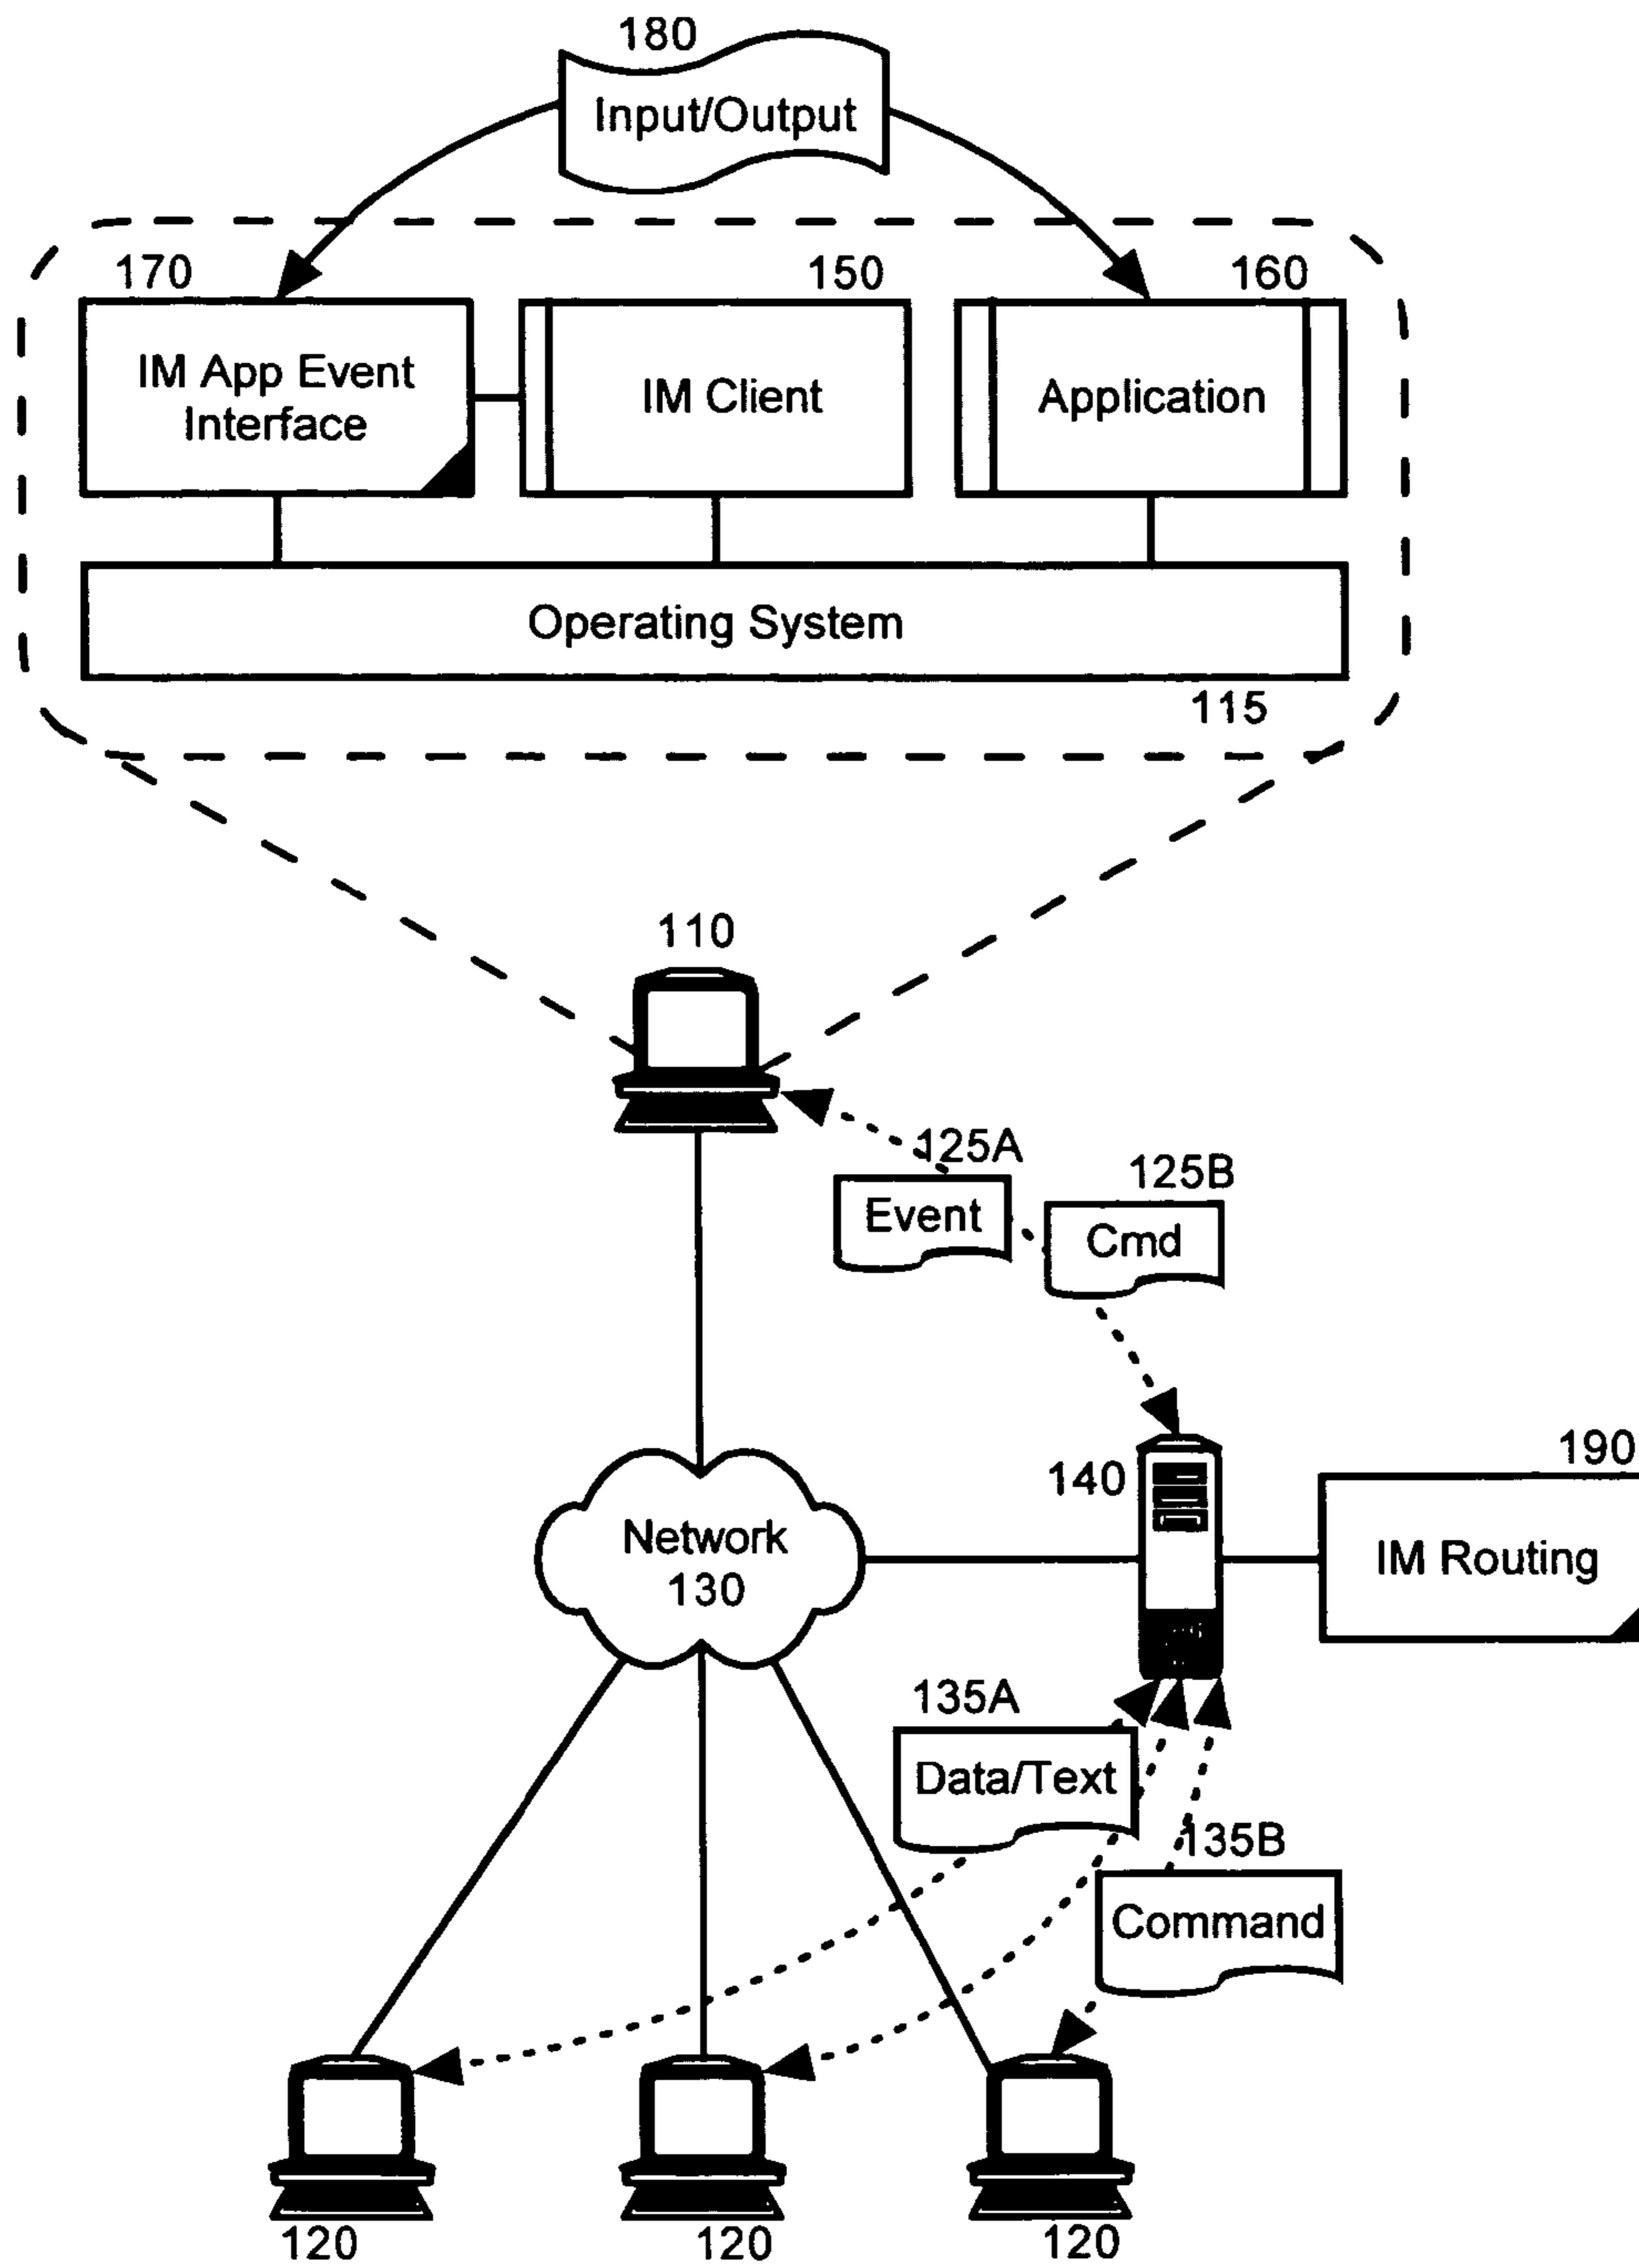 180
Input/Output
170
150
160
IM App Event
Interface
IM Client
Application
Operating System
115
110
125A
125B
Event
Cmd
190
140
Network
130
IM Routing
135A
Data/Text
135B
Command
120
120
120